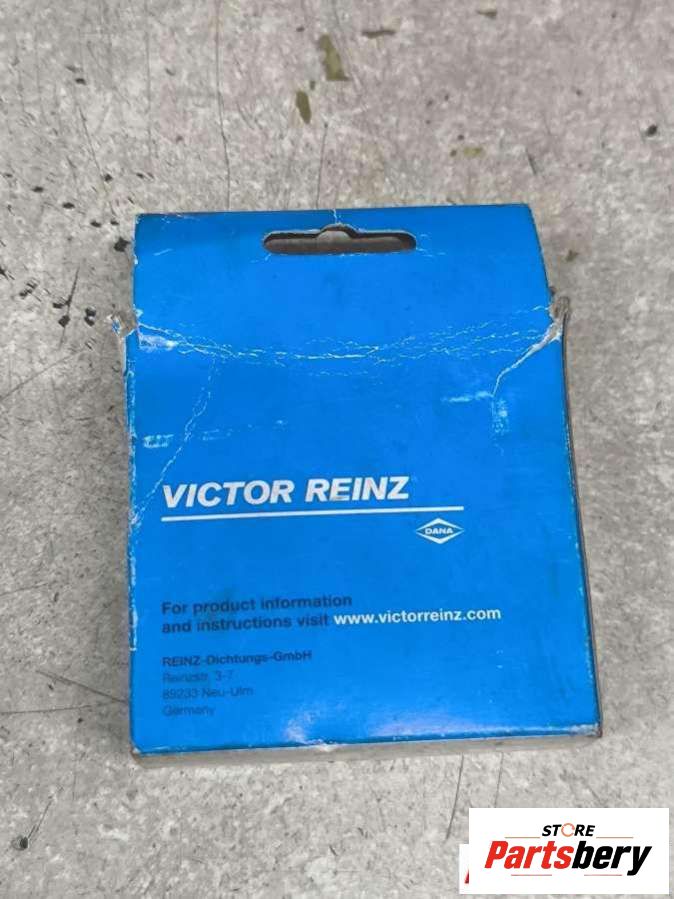 VICTOR REINZ
DANA
For product information
and instructions visit www.victorreinz.com
REINZ-Dichtungs-GmbH
Reinzstr. 3-7
89233 Neu-Ulm
Germany
STORE
Partsbery